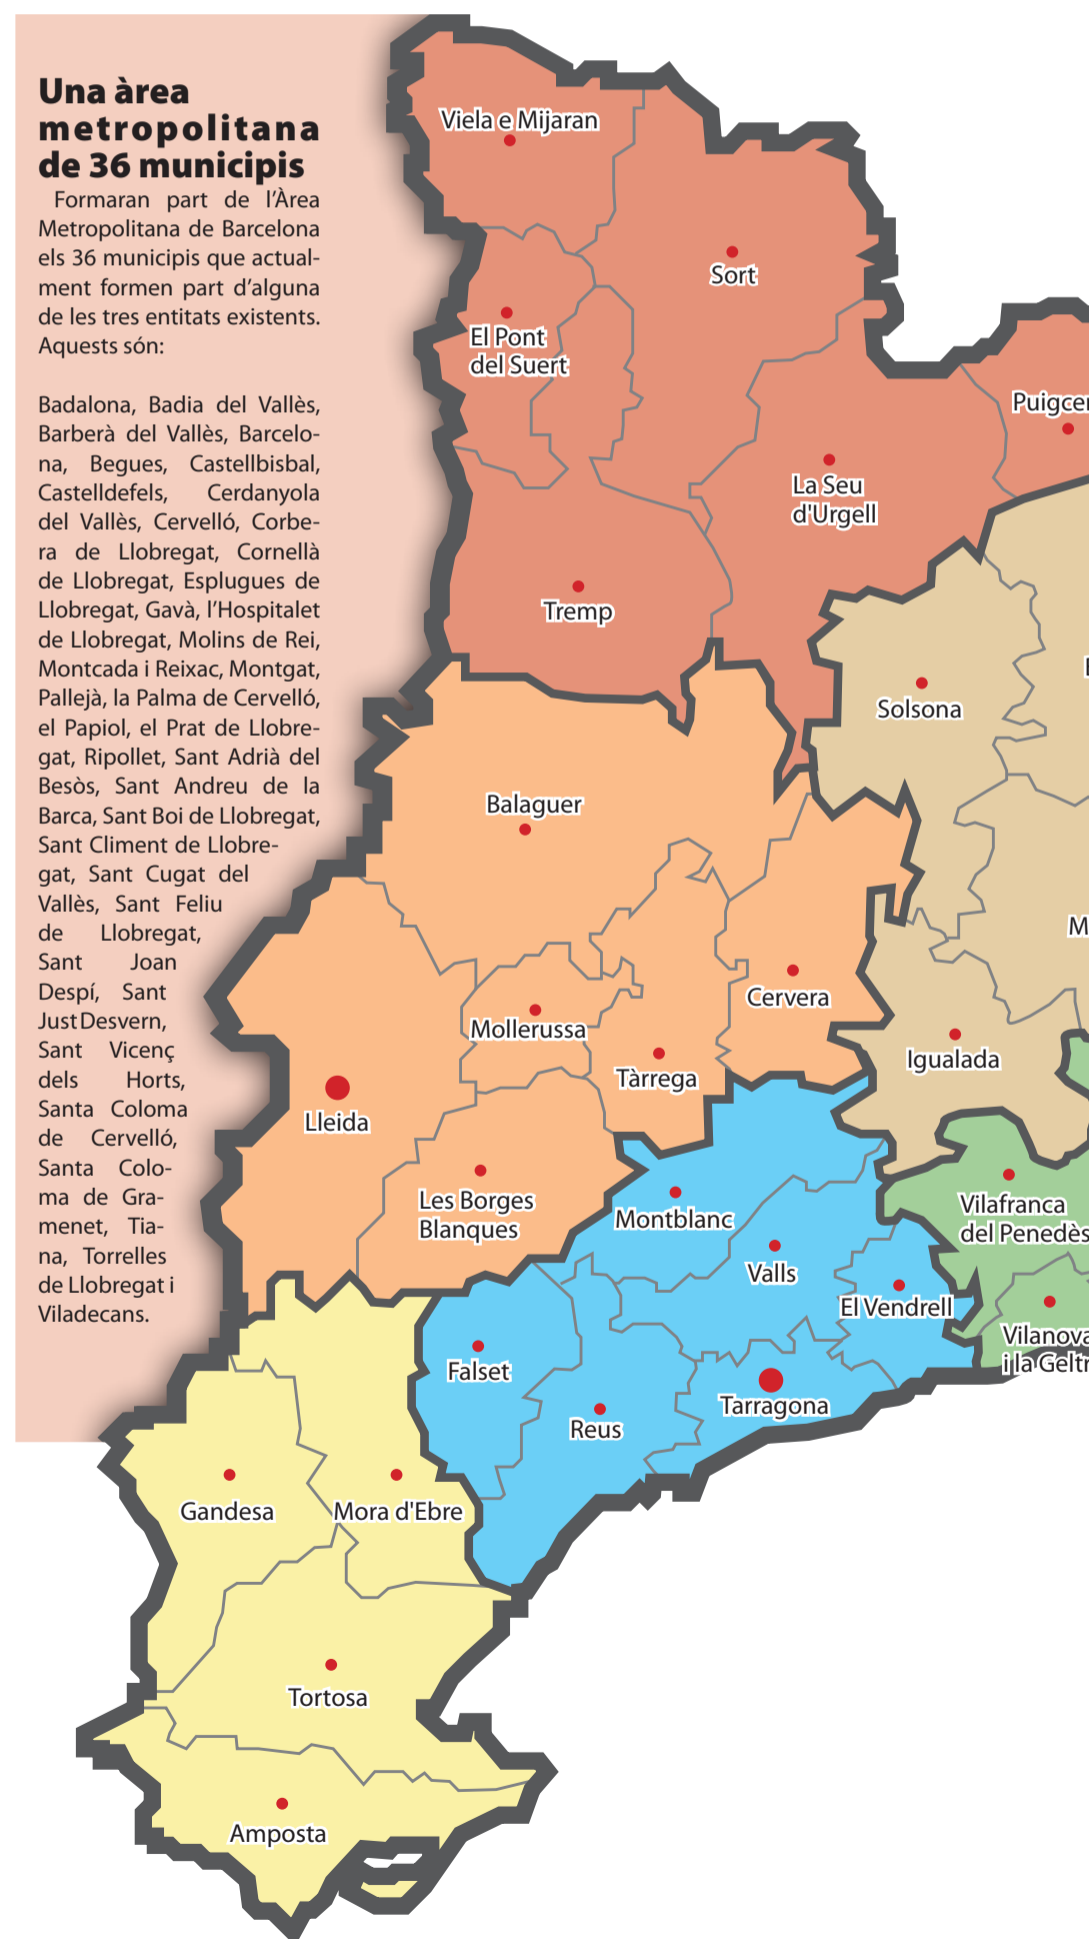 Una àrea
metropolitana
de 36 municipis
Formaran part de l'Àrea
Metropolitana de Barcelona
els 36 municipis que actual-
ment formen part d'alguna
de les tres entitats existents.
Aquests són:
Badalona, Badia del Vallès,
Barberà del Vallès, Barcelo-
na, Begues, Castellbisbal,
Castelldefels, Cerdanyola
del Vallès, Cervelló, Corbe-
ra de Llobregat, Cornellà
de Llobregat, Esplugues de
Llobregat, Gavà, l'Hospitalet
de Llobregat, Molins de Rei,
Montcada i Reixac, Montgat,
Pallejà, la Palma de Cervelló,
el Papiol, el Prat de Llobre-
gat, Ripollet, Sant Adrià del
Besòs, Sant Andreu de la
Barca, Sant Boi de Llobregat,
Sant Climent de Llobre-
gat, Sant Cugat del
Vallès, Sant Feliu
de Llobregat,
Sant Joan
Despí, Sant
Just Desvern,
Sant Vicenç
dels Horts,
Santa Coloma
de Cervelló,
Santa Colo-
ma de Gra-
menet, Tia-
na, Torrelles
de Llobregat i
Viladecans.
Viela e Mijaran
Sort
El Pont
del Suert
Puigcer
La Seu
d'Urgell
Tremp
Solsona
Balaguer
M
Cervera
Mollerussa
Igualada
Tàrrega
Lleida
Les Borges
Blanques
Montblanc
Vilafranca
del Penedès
Valls
El Vendrell
Vilanova
i la Geltr
Falset
Tarragona
Reus
Gandesa
Mora d'Ebre
Tortosa
Amposta